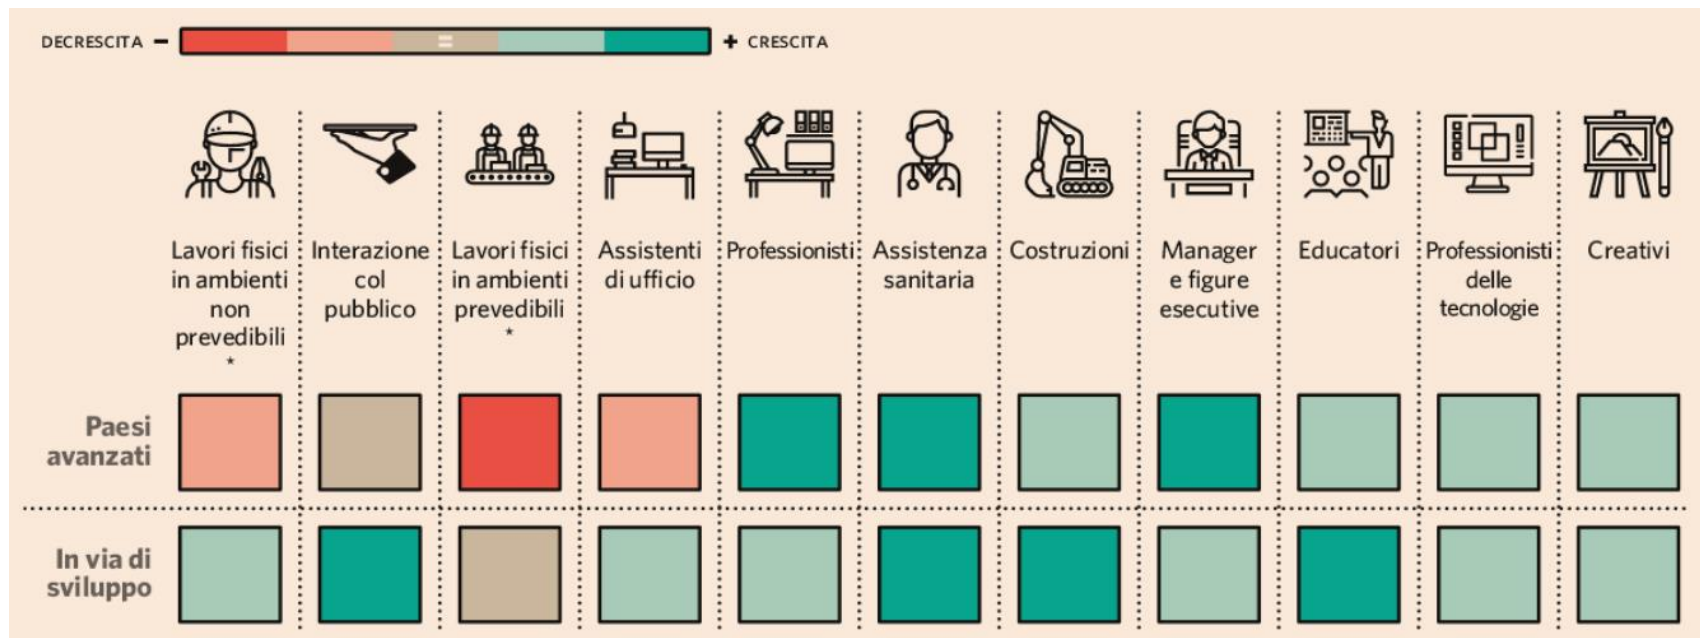 DECRESCITA − = + CRESCITA
Lavori fisici
in ambienti
non
prevedibili
*
Interazione
col
pubblico
Lavori fisici
in ambienti
prevedibili
*
Assistenti
di ufficio
Professionisti
Assistenza
sanitaria
Costruzioni
Manager
e figure
esecutive
Educatori
Professionisti
delle
tecnologie
Creativi
Paesi
avanzati
In via di
sviluppo